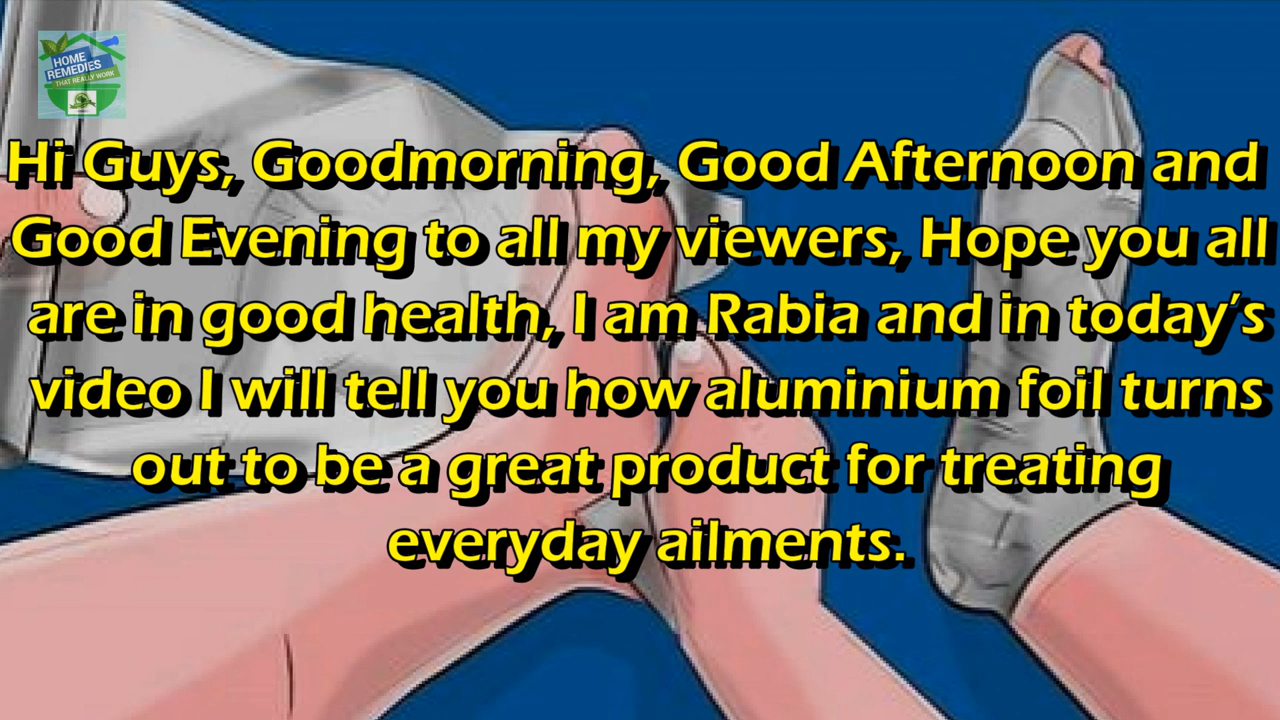 HOME
REMEDIES
THAT REALLY WORK
Hi Guys, Goodmorning, Good Afternoon and
Good Evening to all my viewers, Hope you all
are in good health, I am Rabia and in today's
video I will tell you how aluminium foil turns
out to be a great product for treating
everyday ailments.